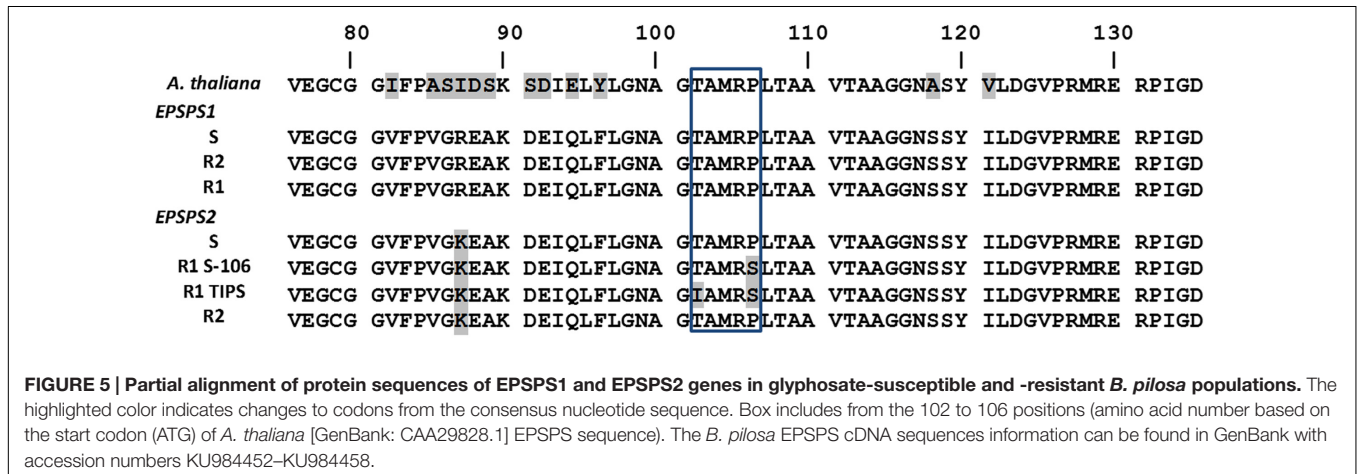 80 90 100 110 120 130
A. thaliana VEGCG GIFPASIDSK SDIELYLGNA GTAMRPLTAA VTAAGGNASY VLDGVPRMRE RPIGD
EPSPS1
S VEGCG GVFPVGREAK DEIQLFLGNA GTAMRPLTAA VTAAGGNSSY ILDGVPRMRE RPIGD
R2 VEGCG GVFPVGREAK DEIQLFLGNA GTAMRPLTAA VTAAGGNSSY ILDGVPRMRE RPIGD
R1 VEGCG GVFPVGREAK DEIQLFLGNA GTAMRPLTAA VTAAGGNSSY ILDGVPRMRE RPIGD
EPSPS2
S VEGCG GVFPVGKEAK DEIQLFLGNA GTAMRPLTAA VTAAGGNSSY ILDGVPRMRE RPIGD
R1 S-106 VEGCG GVFPVGKEAK DEIQLFLGNA GTAMRSLTAA VTAAGGNSSY ILDGVPRMRE RPIGD
R1 TIPS VEGCG GVFPVGKEAK DEIQLFLGNA GIAMRSLTAA VTAAGGNSSY ILDGVPRMRE RPIGD
R2 VEGCG GVFPVGKEAK DEIQLFLGNA GTAMRPLTAA VTAAGGNSSY ILDGVPRMRE RPIGD
FIGURE 5 | Partial alignment of protein sequences of EPSPS1 and EPSPS2 genes in glyphosate-susceptible and -resistant B. pilosa populations. The
highlighted color indicates changes to codons from the consensus nucleotide sequence. Box includes from the 102 to 106 positions (amino acid number based on
the start codon (ATG) of A. thaliana [GenBank: CAA29828.1] EPSPS sequence). The B. pilosa EPSPS cDNA sequences information can be found in GenBank with
accession numbers KU984452–KU984458.